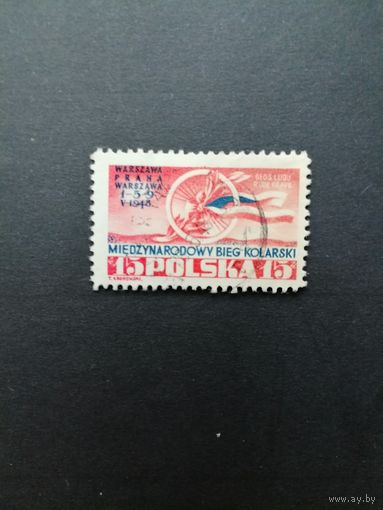 WARSZAWA
PRAHA
WARSZAWA
1-5-9
V 1948
GŁOS LUDU
RUDE PRAVO
MIĘDZYNARODOWY BIEG KOLARSKI
15 POLSKA 15
ay.by